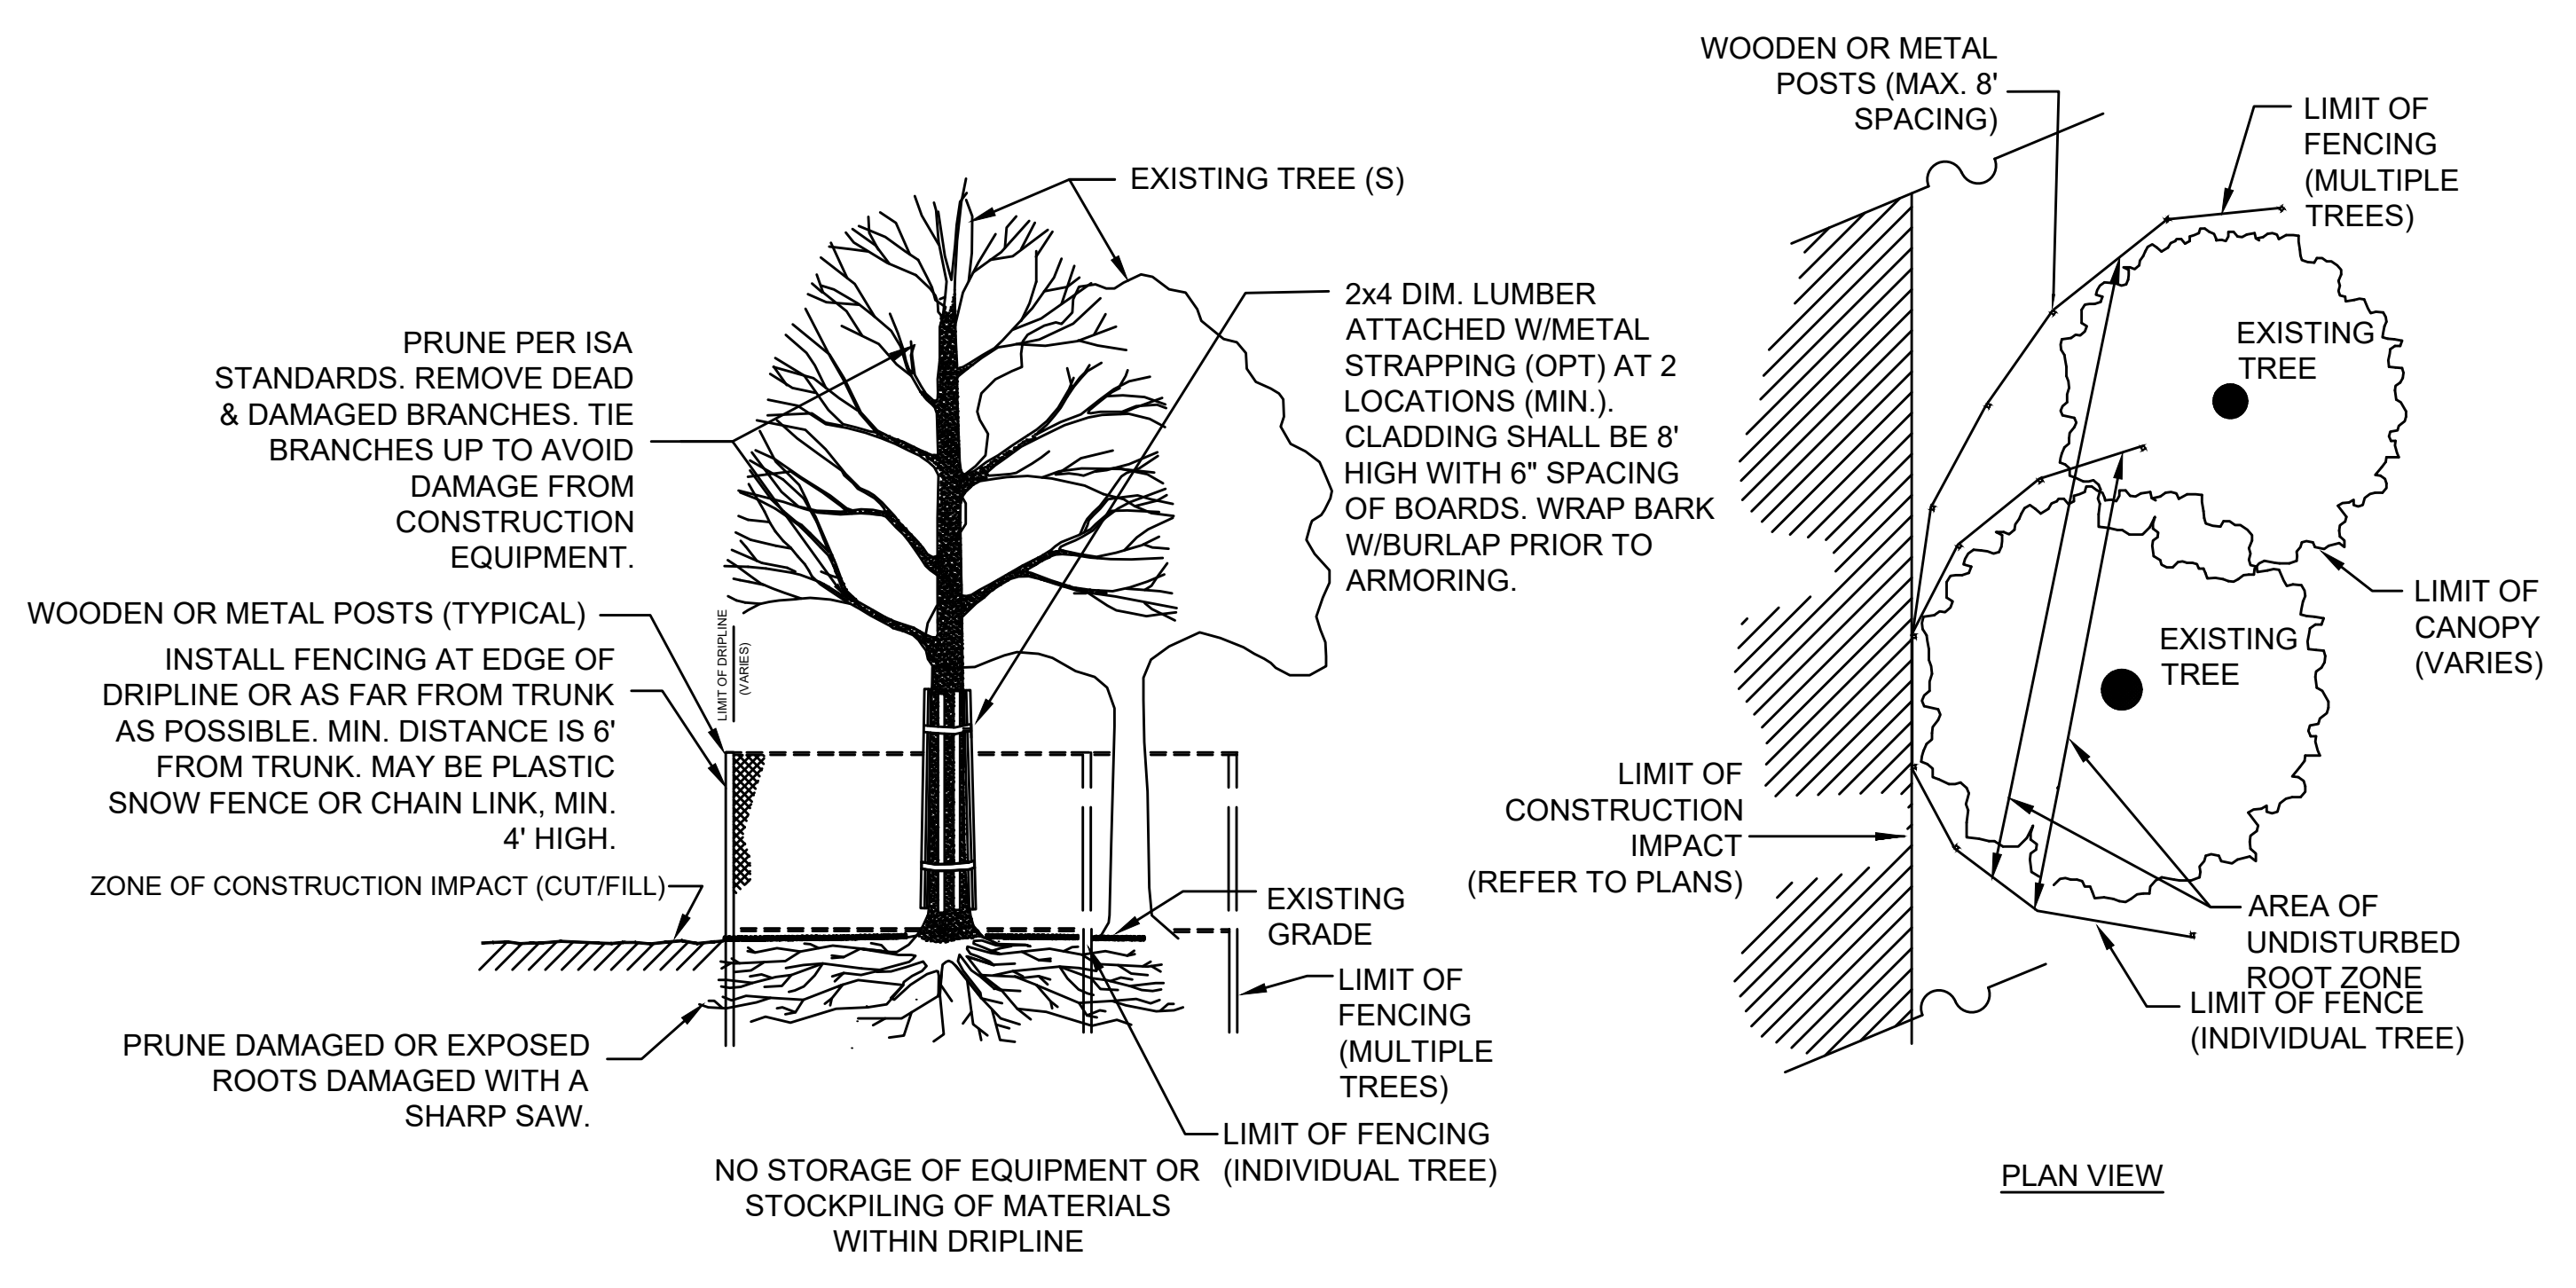 WOODEN OR METAL
POSTS (MAX. 8'
SPACING)
LIMIT OF
FENCING
(MULTIPLE
TREES)
EXISTING TREE (S)
2x4 DIM. LUMBER
ATTACHED W/METAL
STRAPPING (OPT) AT 2
LOCATIONS (MIN.).
CLADDING SHALL BE 8'
HIGH WITH 6" SPACING
OF BOARDS. WRAP BARK
W/BURLAP PRIOR TO
ARMORING.
PRUNE PER ISA
STANDARDS. REMOVE DEAD
& DAMAGED BRANCHES. TIE
BRANCHES UP TO AVOID
DAMAGE FROM
CONSTRUCTION
EQUIPMENT.
WOODEN OR METAL POSTS (TYPICAL)
INSTALL FENCING AT EDGE OF
DRIPLINE OR AS FAR FROM TRUNK
AS POSSIBLE. MIN. DISTANCE IS 6'
FROM TRUNK. MAY BE PLASTIC
SNOW FENCE OR CHAIN LINK, MIN.
4' HIGH.
LIMIT OF DRIPLINE
(VARIES)
ZONE OF CONSTRUCTION IMPACT (CUT/FILL)
PRUNE DAMAGED OR EXPOSED
ROOTS DAMAGED WITH A
SHARP SAW.
EXISTING
GRADE
LIMIT OF
FENCING
(MULTIPLE
TREES)
LIMIT OF FENCING
(INDIVIDUAL TREE)
NO STORAGE OF EQUIPMENT OR
STOCKPILING OF MATERIALS
WITHIN DRIPLINE
EXISTING
TREE
EXISTING
TREE
LIMIT OF
CANOPY
(VARIES)
LIMIT OF
CONSTRUCTION
IMPACT
(REFER TO PLANS)
AREA OF
UNDISTURBED
ROOT ZONE
LIMIT OF FENCE
(INDIVIDUAL TREE)
PLAN VIEW